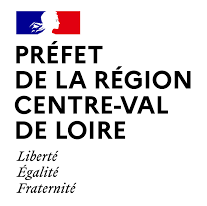 PRÉFET
DE LA RÉGION
CENTRE-VAL
DE LOIRE
Liberté
Égalité
Fraternité